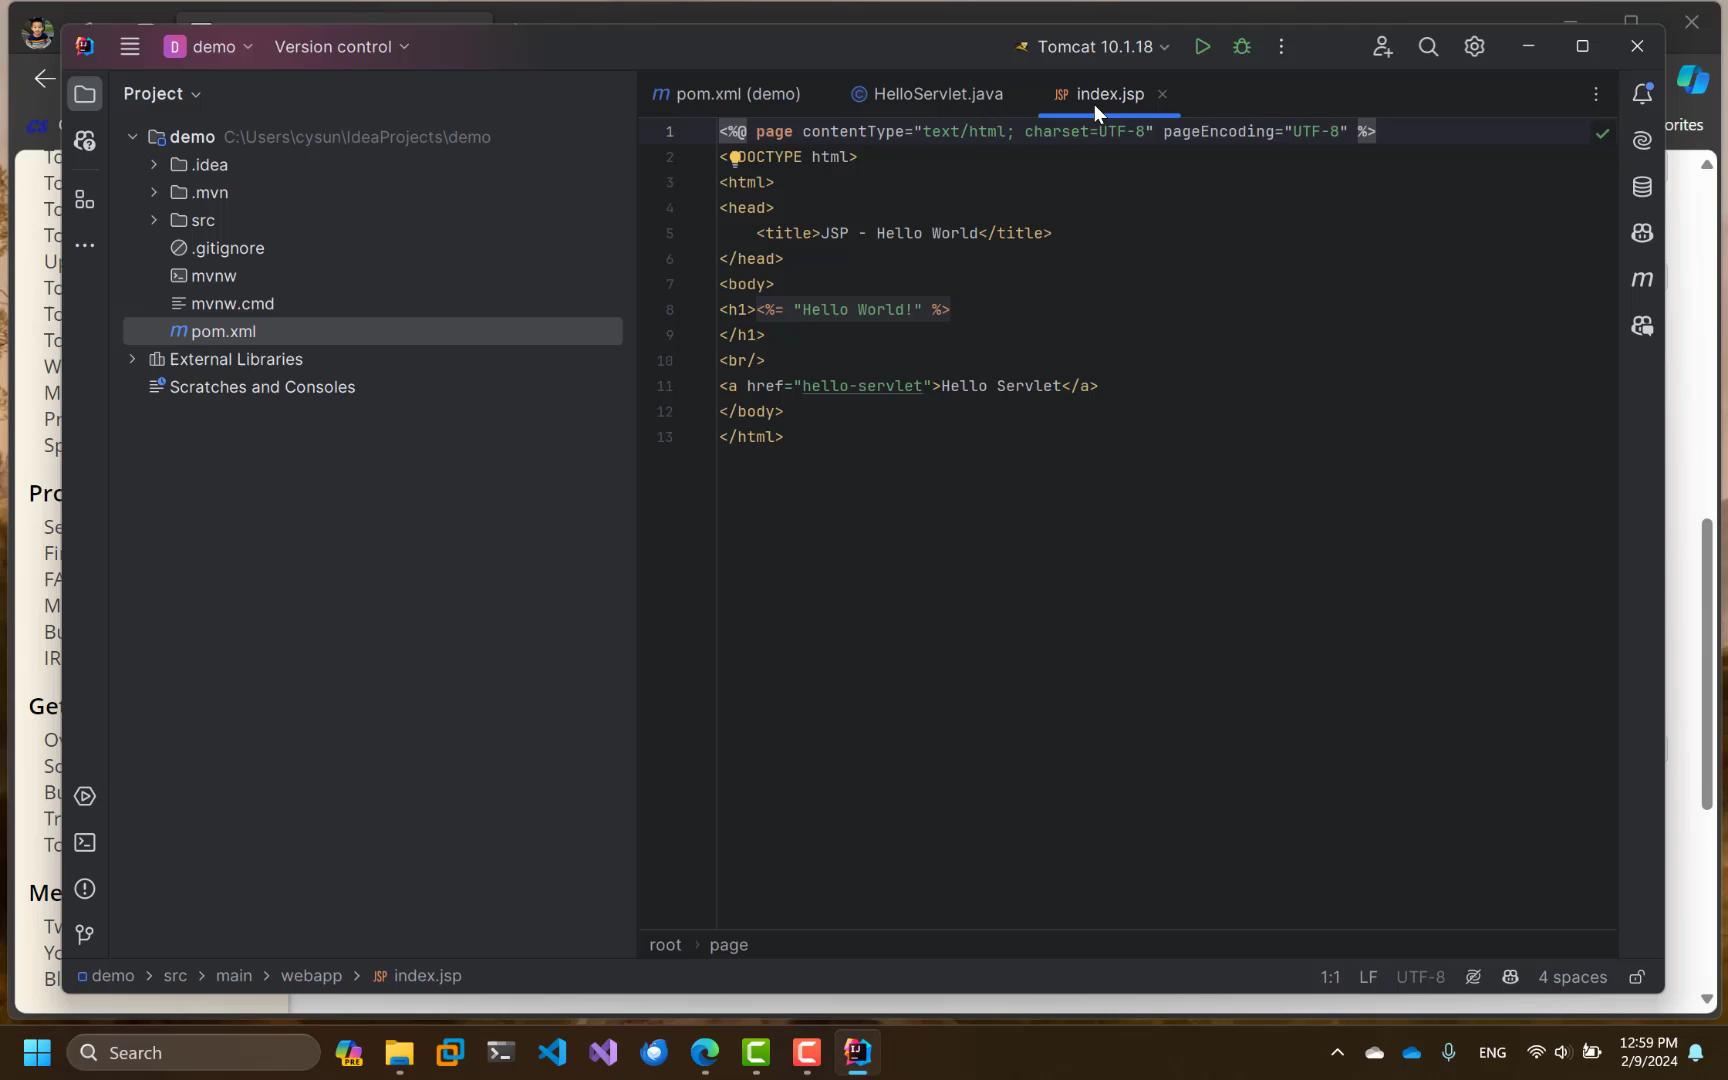 D demo Version control
Tomcat 10.1.18
Project
pom.xml (demo)
HelloServlet.java
JSP index.jsp
orites
demo C:\Users\cysun\IdeaProjects\demo
.idea
.mvn
src
.gitignore
mvnw
mvnw.cmd
m pom.xml
External Libraries
Scratches and Consoles
1 <%@ page contentType="text/html; charset=UTF-8" pageEncoding="UTF-8" %>
2 <!DOCTYPE html>
3 <html>
4 <head>
5 <title>JSP - Hello World</title>
6 </head>
7 <body>
8 <h1><%= "Hello World!" %>
9 </h1>
10 <br/>
11 <a href="hello-servlet">Hello Servlet</a>
12 </body>
13 </html>
root › page
demo > src > main > webapp > JSP index.jsp
1:1 LF UTF-8 4 spaces
Search
PRE
ENG
12:59 PM
2/9/2024